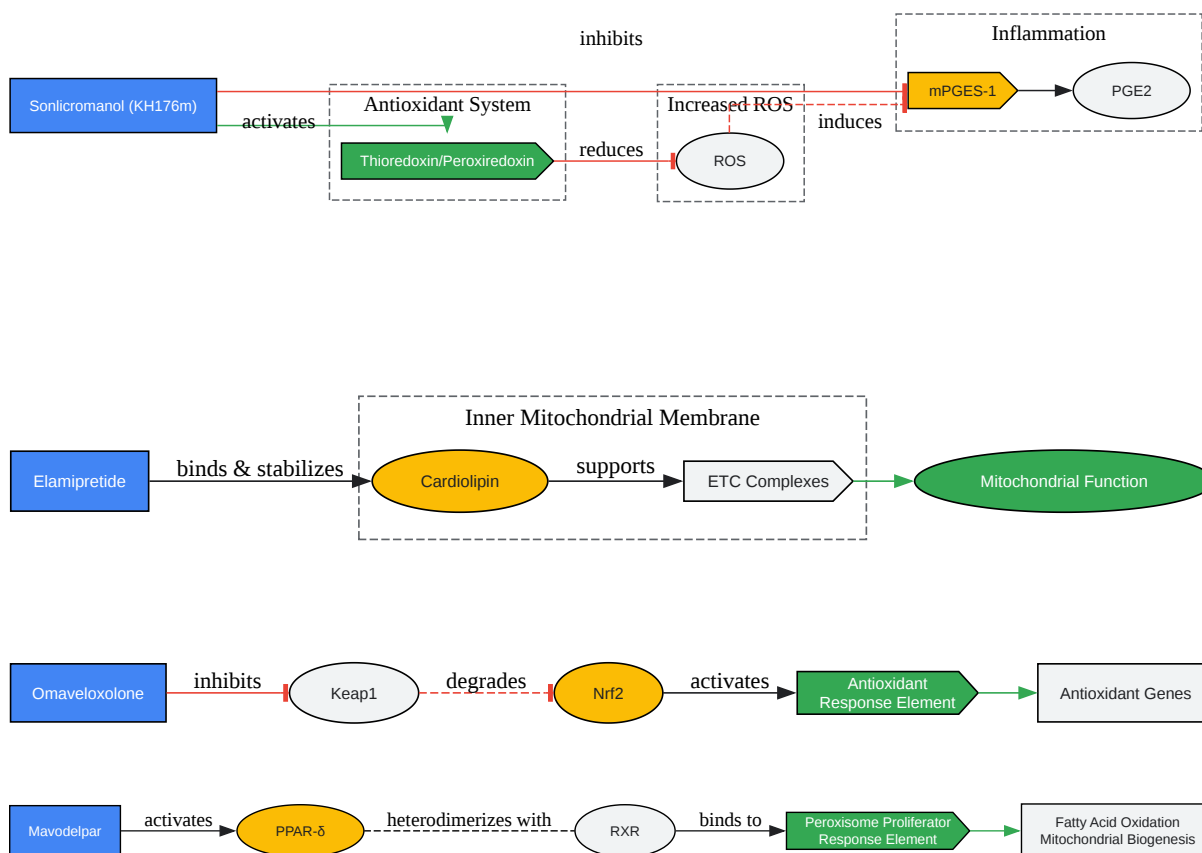 inhibits
Inflammation
Sonlicromanol (KH176m)
activates
Antioxidant System
Thioredoxin/Peroxiredoxin
reduces
Increased ROS
ROS
induces
mPGES-1
PGE2
Inner Mitochondrial Membrane
Elamipretide
binds & stabilizes
Cardiolipin
supports
ETC Complexes
Mitochondrial Function
Omaveloxolone
inhibits
Keap1
degrades
Nrf2
activates
Antioxidant
Response Element
Antioxidant Genes
Mavodelpar
activates
PPAR-δ
heterodimerizes with
RXR
binds to
Peroxisome Proliferator
Response Element
Fatty Acid Oxidation
Mitochondrial Biogenesis